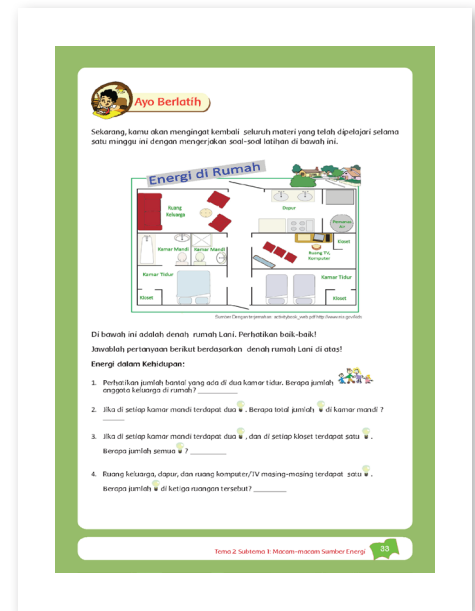 Ayo Berlatih
Sekarang, kamu akan mengingat kembali seluruh materi yang telah dipelajari selama
satu minggu ini dengan mengerjakan soal-soal latihan di bawah ini.
Energi di Rumah
Ruang
Keluarga
Dapur
Pemanas
Air
Kloset
Kamar Mandi
Kamar Mandi
Ruang TV,
Komputer
Kamar Tidur
Kamar Tidur
Kloset
Kloset
Di bawah ini adalah denah rumah Lani. Perhatikan baik-baik!
Jawablah pertanyaan berikut berdasarkan denah rumah Lani di atas!
Energi dalam Kehidupan:
1. Perhatikan jumlah bantal yang ada di dua kamar tidur. Berapa jumlah
anggota keluarga di rumah?
2. Jika di setiap kamar mandi terdapat dua . Berapa total jumlah di kamar mandi ?
3. Jika di setiap kamar mandi terdapat dua , dan di setiap kloset terdapat satu .
Berapa jumlah semua ?
4. Ruang keluarga, dapur, dan ruang komputer/TV masing-masing terdapat satu .
Berapa jumlah di ketiga ruangan tersebut?
Tema 2 Subtema 1: Macam-macam Sumber Energi
33